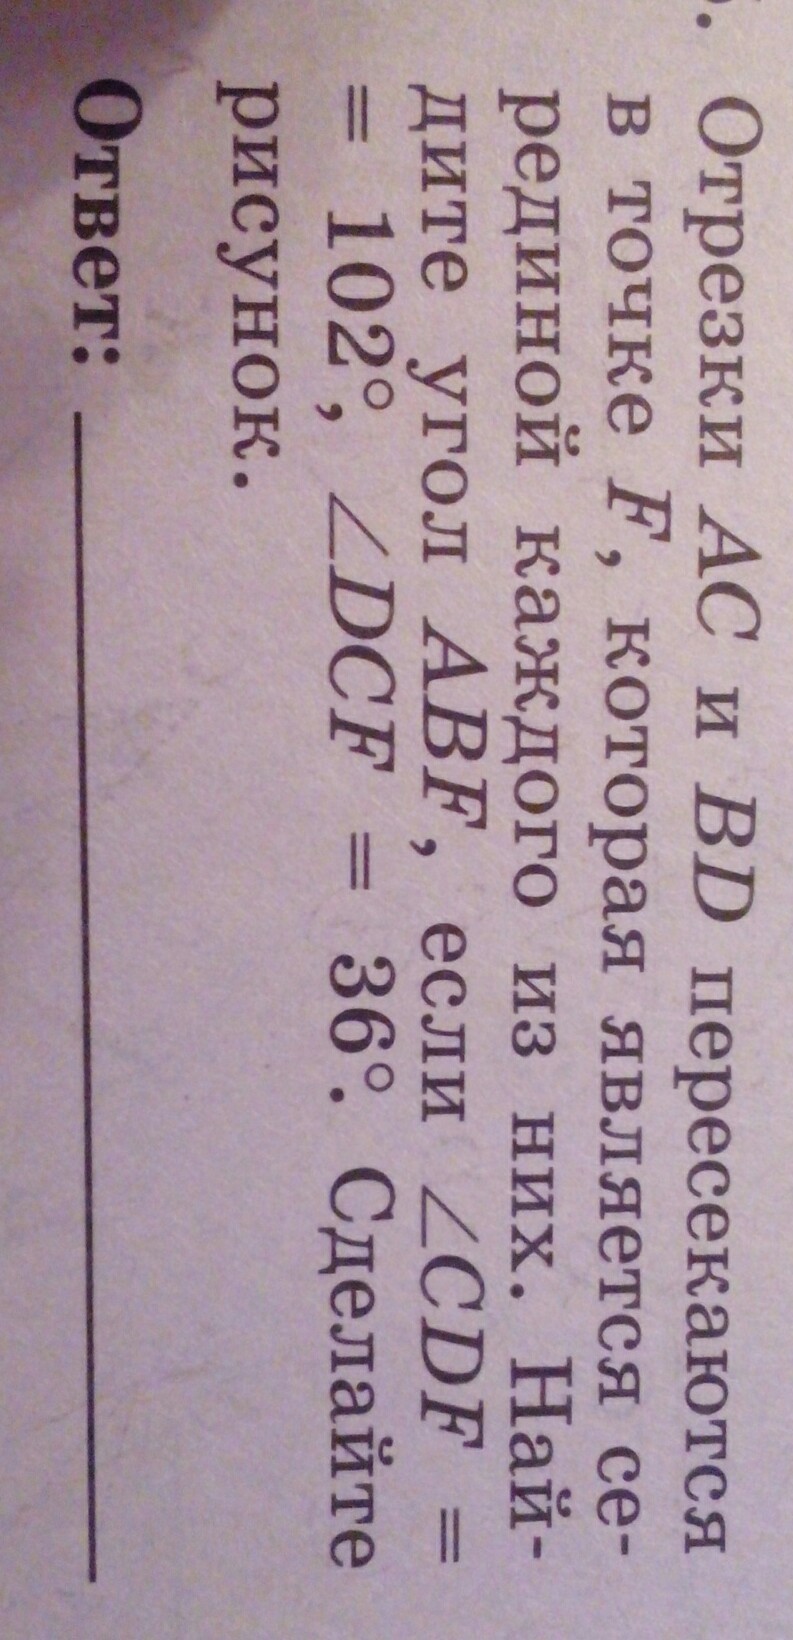 Отрезки AC и BD пересекаются
в точке F, которая является се-
рединой каждого из них. Най-
дите угол ABF, если ∠CDF =
= 102°, ∠DCF = 36°. Сделайте
рисунок.
Ответ: